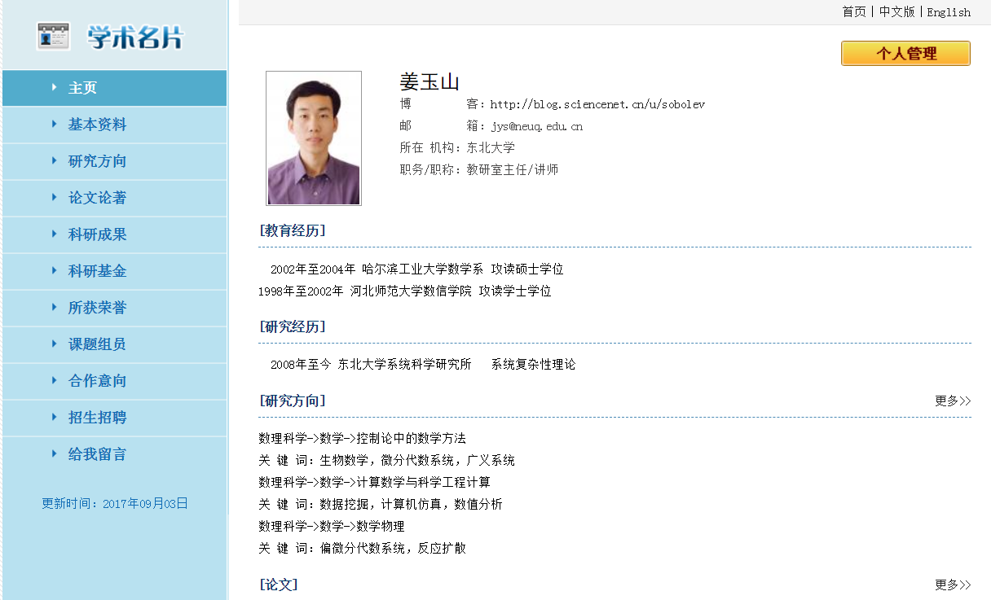 首页|中文版|English
学术名片
个人管理
主页
基本资料
研究方向
论文论著
科研成果
科研基金
所获荣誉
课题组员
合作意向
招生招聘
给我留言
更新时间：2017年09月03日
姜玉山
博 客：http://blog.sciencenet.cn/u/sobolev
邮 箱：jys@neuq.edu.cn
所在 机构：东北大学
职务/职称：教研室主任/讲师
[教育经历]
2002年至2004年 哈尔滨工业大学数学系 攻读硕士学位
1998年至2002年 河北师范大学数信学院 攻读学士学位
[研究经历]
2008年至今 东北大学系统科学研究所 系统复杂性理论
[研究方向] 更多>>
数理科学->数学->控制论中的数学方法
关 键 词：生物数学，微分代数系统，广义系统
数理科学->数学->计算数学与科学工程计算
关 键 词：数据挖掘，计算机仿真，数值分析
数理科学->数学->数学物理
关 键 词：偏微分代数系统，反应扩散
[论文] 更多>>